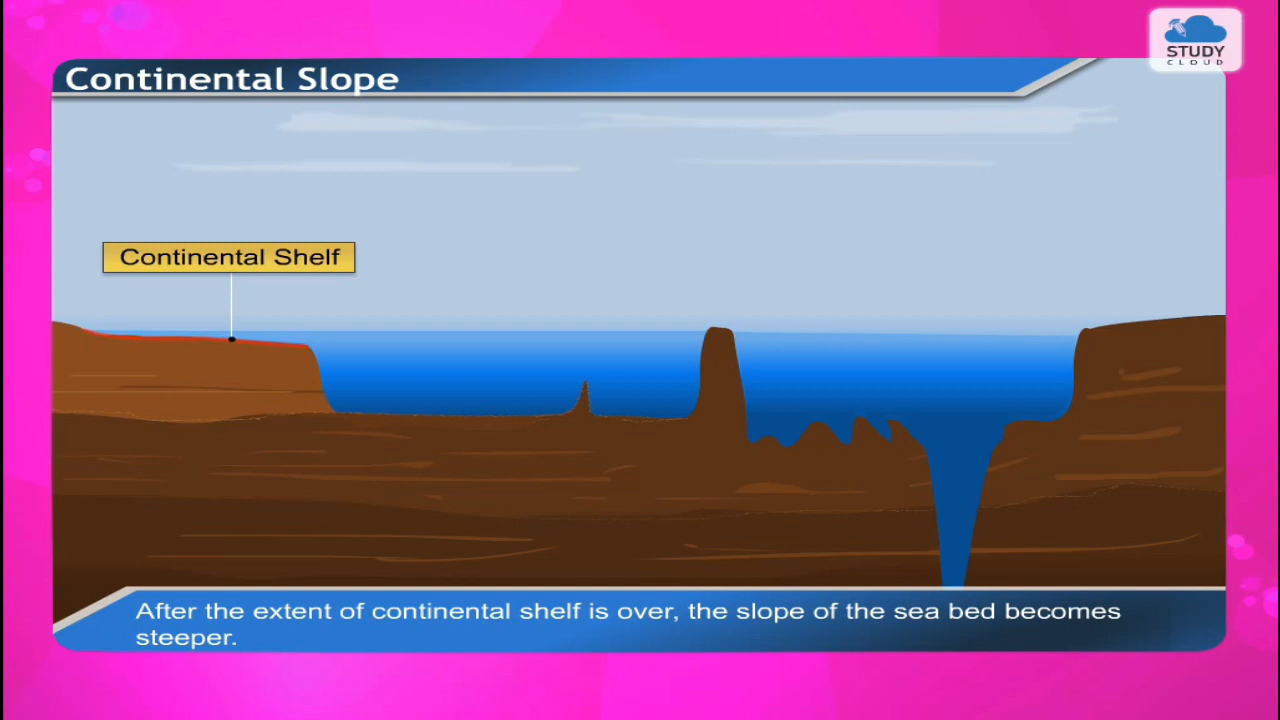 STUDY
CLOUD
Continental Slope
Continental Shelf
After the extent of continental shelf is over, the slope of the sea bed becomes
steeper.